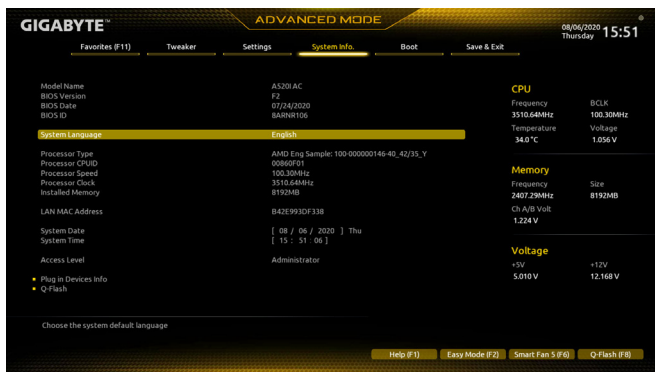 GIGABYTE™
ADVANCED MODE
08/06/2020
Thursday
15:51
Favorites (F11) Tweaker Settings System Info. Boot Save & Exit
Model Name A520I AC
BIOS Version F2
BIOS Date 07/24/2020
BIOS ID 8ARNR106
System Language English
Processor Type AMD Eng Sample: 100-000000146-40_42/35_Y
Processor CPUID 00860F01
Processor Speed 100.30MHz
Processor Clock 3510.64MHz
Installed Memory 8192MB
LAN MAC Address B42E993DF338
System Date [ 08 / 06 / 2020 ] Thu
System Time [ 15 : 51 : 06 ]
Access Level Administrator
Plug in Devices Info
Q-Flash
Choose the system default language
CPU
Frequency BCLK
3510.64MHz 100.30MHz
Temperature Voltage
34.0 °C 1.056 V
Memory
Frequency Size
2407.29MHz 8192MB
Ch A/B Volt
1.224 V
Voltage
+5V +12V
5.010 V 12.168 V
Help (F1) Easy Mode (F2) Smart Fan 5 (F6) Q-Flash (F8)